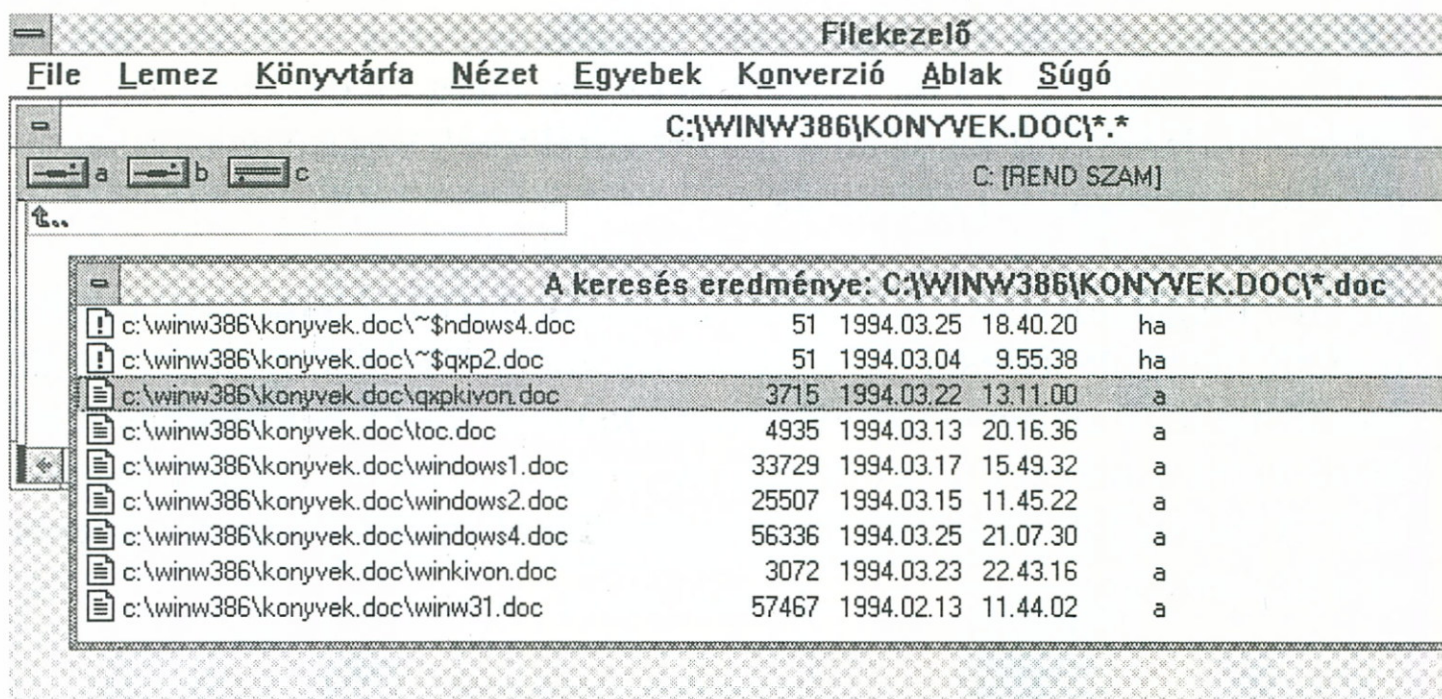 Filekezelő
File Lemez Könyvtárfa Nézet Egyebek Konverzió Ablak Súgó
C:\WINW386\KONYVEK.DOC\*.*
a b c C: [REND SZAM]
..
A keresés eredménye: C:\WINW386\KONYVEK.DOC\*.doc
c:\winw386\konyvek.doc\~$ndows4.doc 51 1994.03.25 18.40.20 ha
c:\winw386\konyvek.doc\~$qxp2.doc 51 1994.03.04 9.55.38 ha
c:\winw386\konyvek.doc\qxpkivon.doc 3715 1994.03.22 13.11.00 a
c:\winw386\konyvek.doc\toc.doc 4935 1994.03.13 20.16.36 a
c:\winw386\konyvek.doc\windows1.doc 33729 1994.03.17 15.49.32 a
c:\winw386\konyvek.doc\windows2.doc 25507 1994.03.15 11.45.22 a
c:\winw386\konyvek.doc\windows4.doc 56336 1994.03.25 21.07.30 a
c:\winw386\konyvek.doc\winkivon.doc 3072 1994.03.23 22.43.16 a
c:\winw386\konyvek.doc\winw31.doc 57467 1994.02.13 11.44.02 a